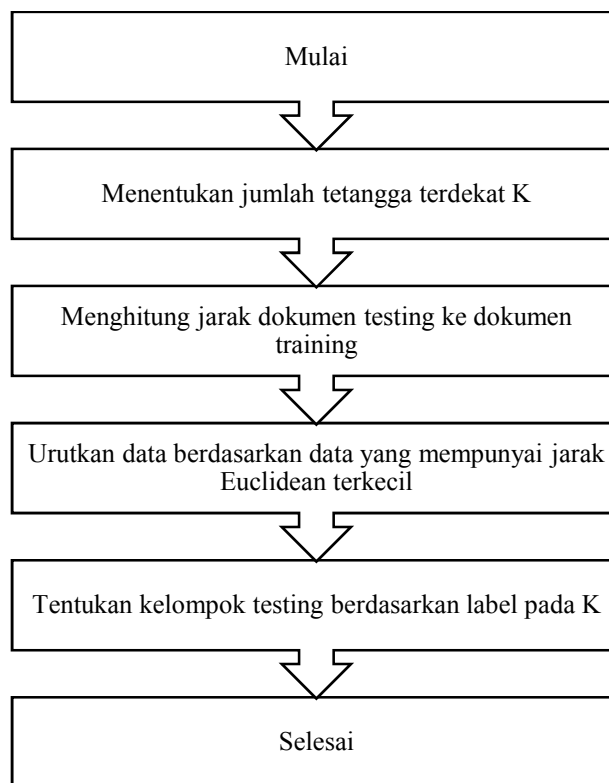 Mulai
Menentukan jumlah tetangga terdekat K
Menghitung jarak dokumen testing ke dokumen
training
Urutkan data berdasarkan data yang mempunyai jarak
Euclidean terkecil
Tentukan kelompok testing berdasarkan label pada K
Selesai